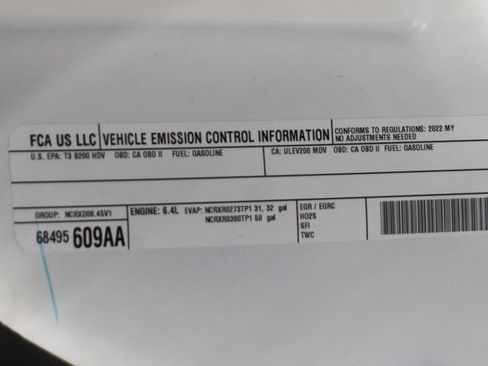 FCA US LLC VEHICLE EMISSION CONTROL INFORMATION CONFORMS TO REGULATIONS: 2022 MY
NO ADJUSTMENTS NEEDED
U.S. EPA: T3 B200 HDV OBD: CA OBD II FUEL: GASOLINE CA: ULEV200 MDV OBD: CA OBD II FUEL: GASOLINE
GROUP: NCRXD06.45V1
68495 609AA
ENGINE: 6.4L EVAP: NCRXR0273TP1 31, 32 gal
NCRXR0380TP1 50 gal
EGR / EGRC
HO2S
SFI
TWC